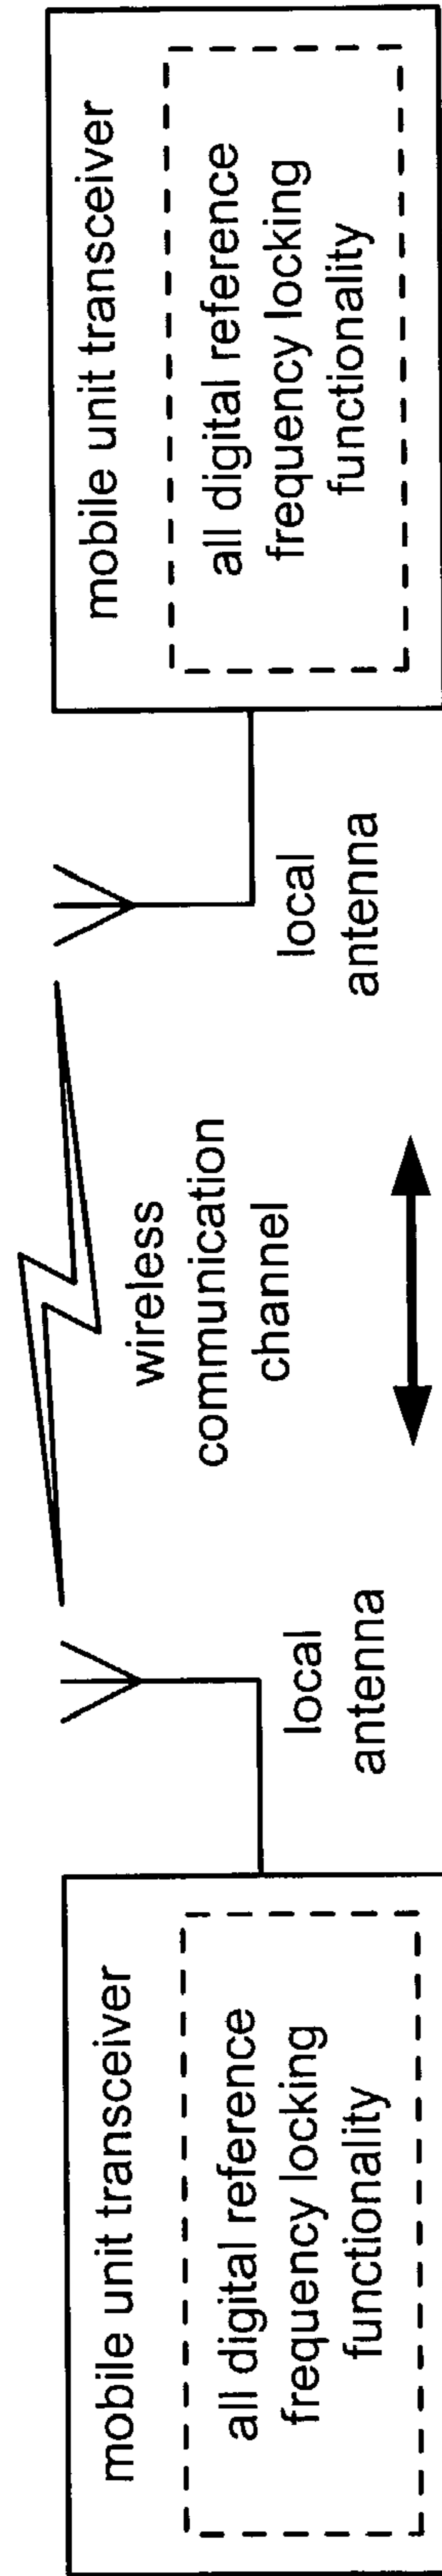 mobile unit transceiver
all digital reference
frequency locking
functionality
local
antenna
wireless
communication
channel
local
antenna
mobile unit transceiver
all digital reference
frequency locking
functionality